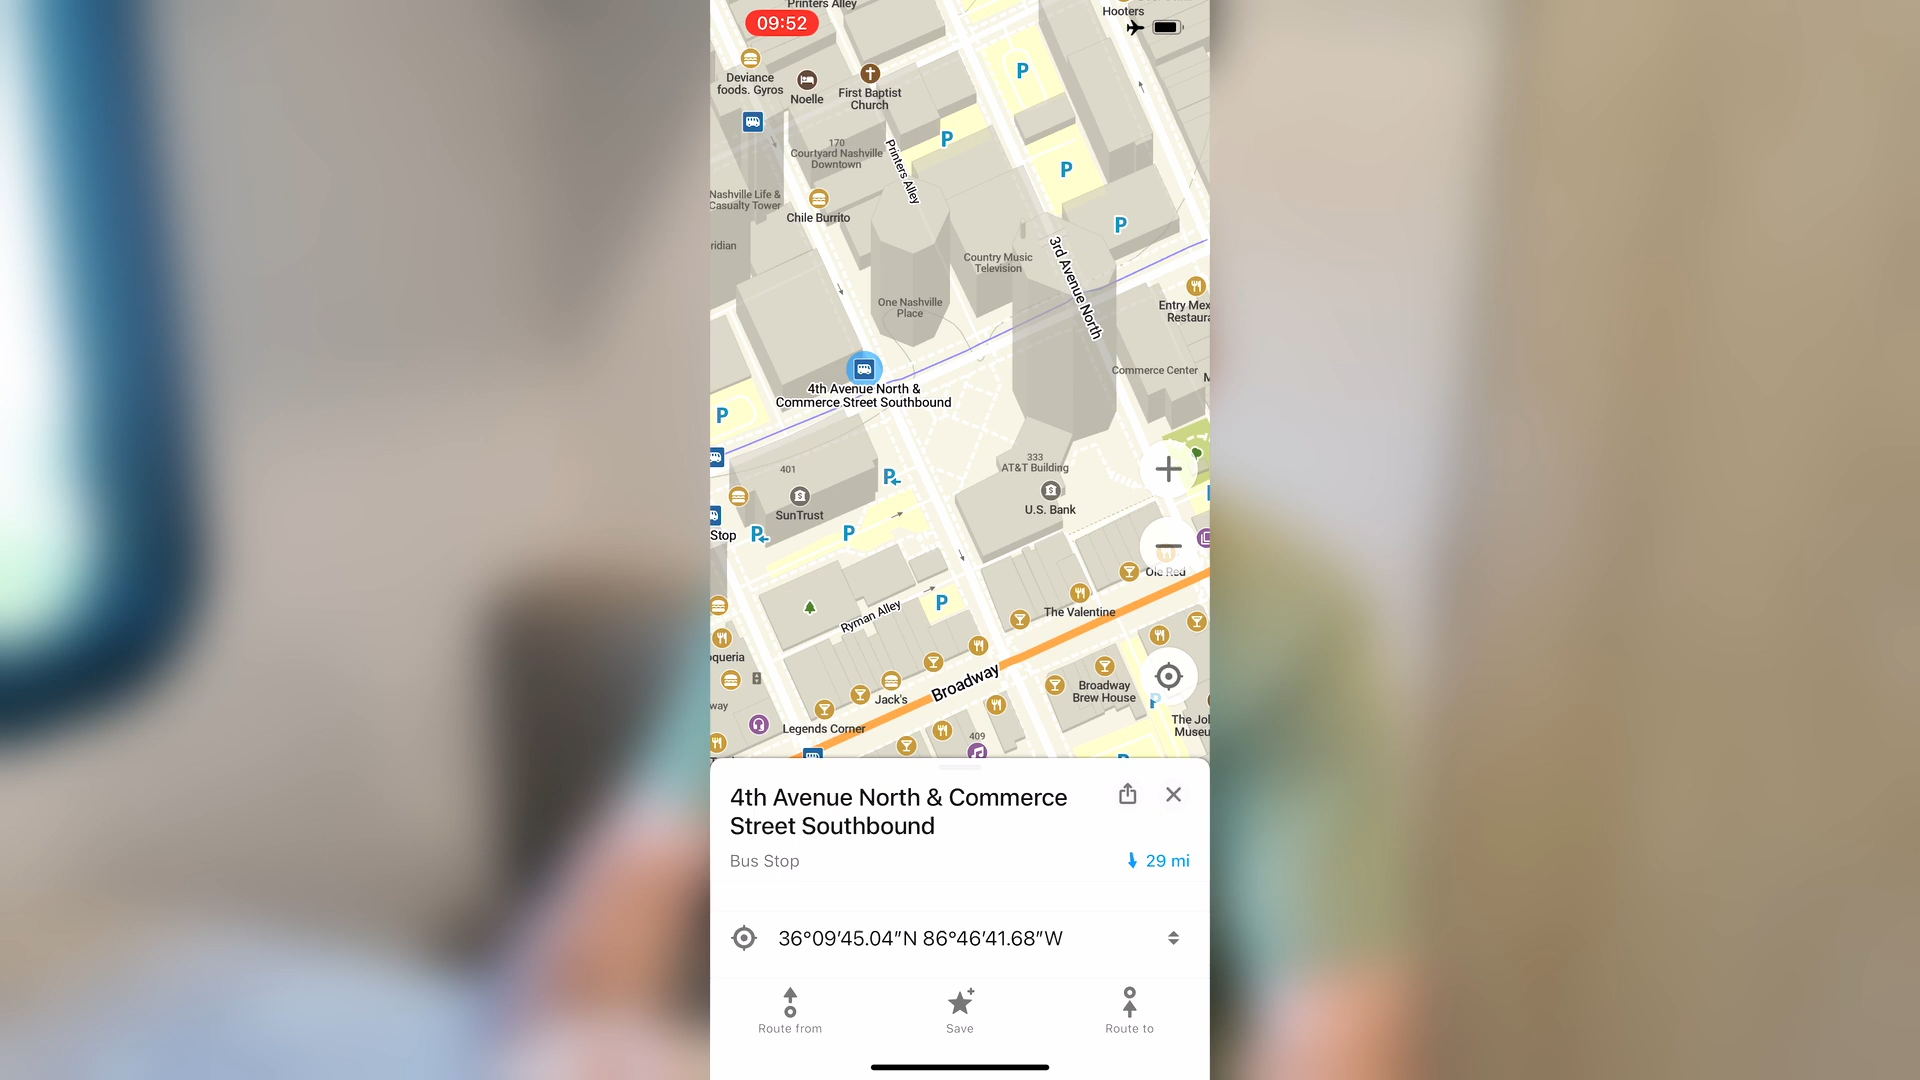 Printers Alley
Hooters
09:52
Deviance
foods. Gyros
Noelle
First Baptist
Church
170
Courtyard Nashville
Downtown
Printers Alley
Nashville Life &
Casualty Tower
Chile Burrito
ridian
Country Music
Television
3rd Avenue North
One Nashville
Place
Entry Mex
Restaura
4th Avenue North &
Commerce Street Southbound
Commerce Center
M
P
P
P
P
P
401
333
AT&T Building
SunTrust
U.S. Bank
Stop
P
P
P
Ole Red
Ryman Alley
P
The Valentine
oqueria
Broadway
Jack's
Broadway
Brew House
P
way
Legends Corner
409
The Joh
Museu
4th Avenue North & Commerce
Street Southbound
Bus Stop
29 mi
36°09′45.04″N 86°46′41.68″W
Route from
Save
Route to